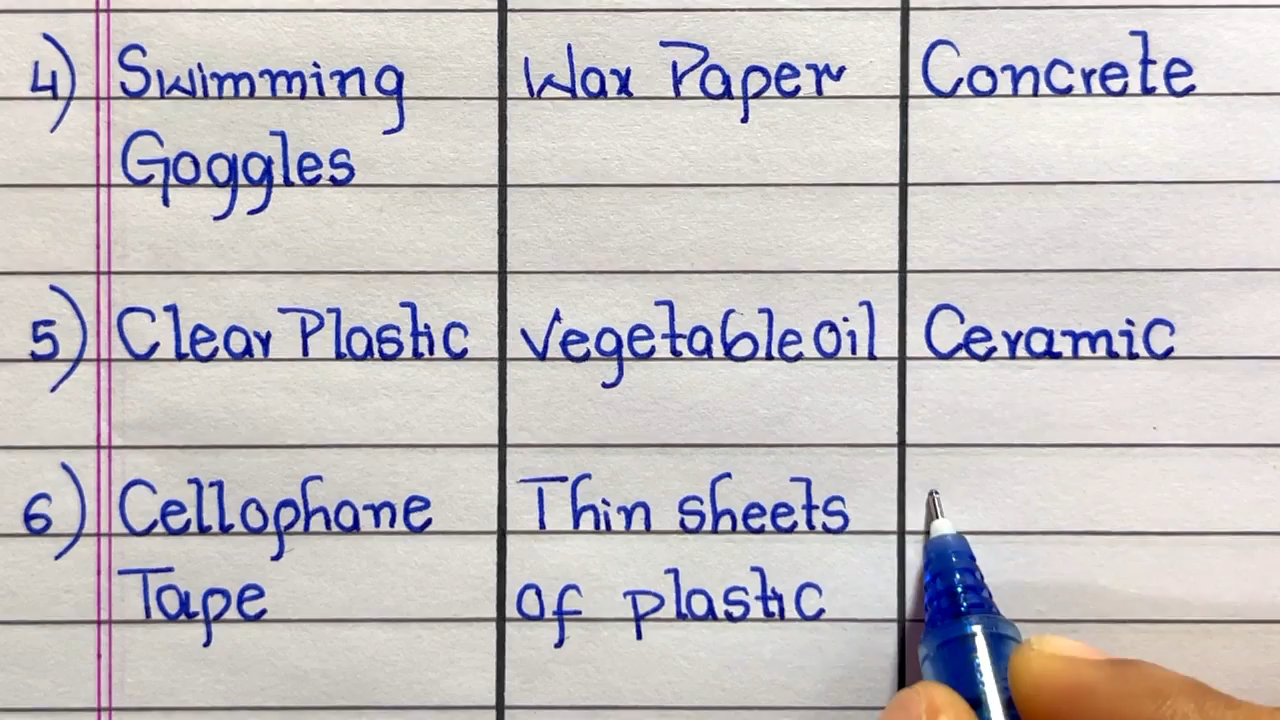 4) Swimming Wax Paper Concrete
Goggles
5) Clear Plastic Vegetable oil Ceramic
6) Cellophane Thin sheets
Tape of plastic